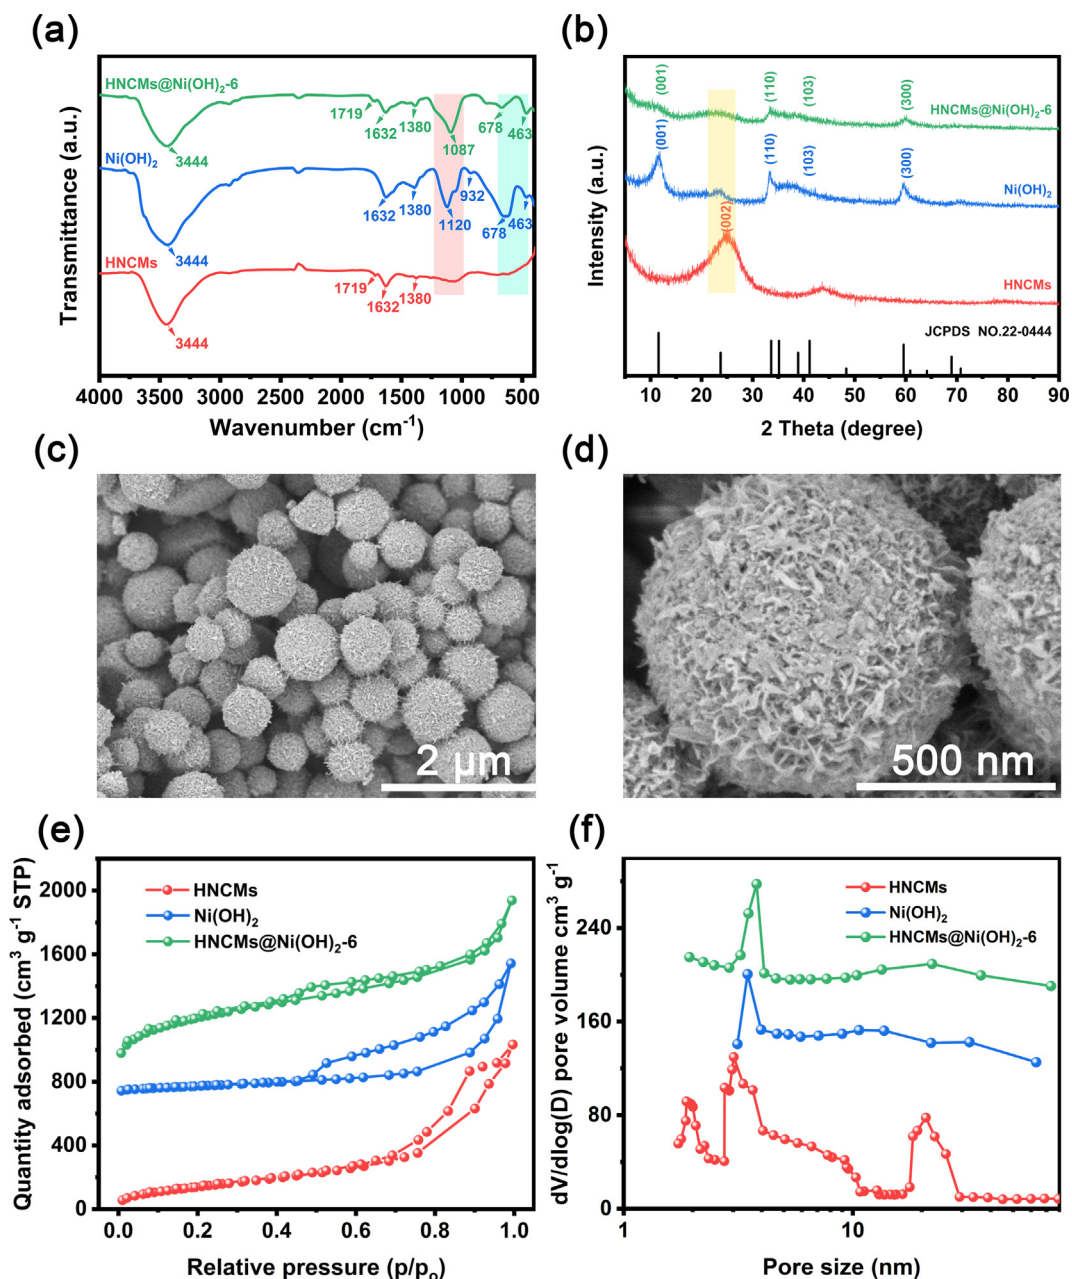 (a)
HNCMs@Ni(OH)₂-6
1719
1632
1380
1087
678
463
3444
Ni(OH)₂
1632
1380
1120
932
678
463
3444
HNCMs
1719
1632
1380
3444
Transmittance (a.u.)
4000 3500 3000 2500 2000 1500 1000 500
Wavenumber (cm⁻¹)
(b)
(001)
(110)
(103)
(300)
HNCMs@Ni(OH)₂-6
(001)
(110)
(103)
(300)
Ni(OH)₂
(002)
HNCMs
JCPDS NO.22-0444
Intensity (a.u.)
10 20 30 40 50 60 70 80 90
2 Theta (degree)
(c)
2 μm
(d)
500 nm
(e)
HNCMs
Ni(OH)₂
HNCMs@Ni(OH)₂-6
Quantity adsorbed (cm³ g⁻¹ STP)
2000
1600
1200
800
400
0
0.0 0.2 0.4 0.6 0.8 1.0
Relative pressure (p/p₀)
(f)
HNCMs
Ni(OH)₂
HNCMs@Ni(OH)₂-6
dV/dlog(D) pore volume cm³ g⁻¹
240
160
80
0
1 10
Pore size (nm)